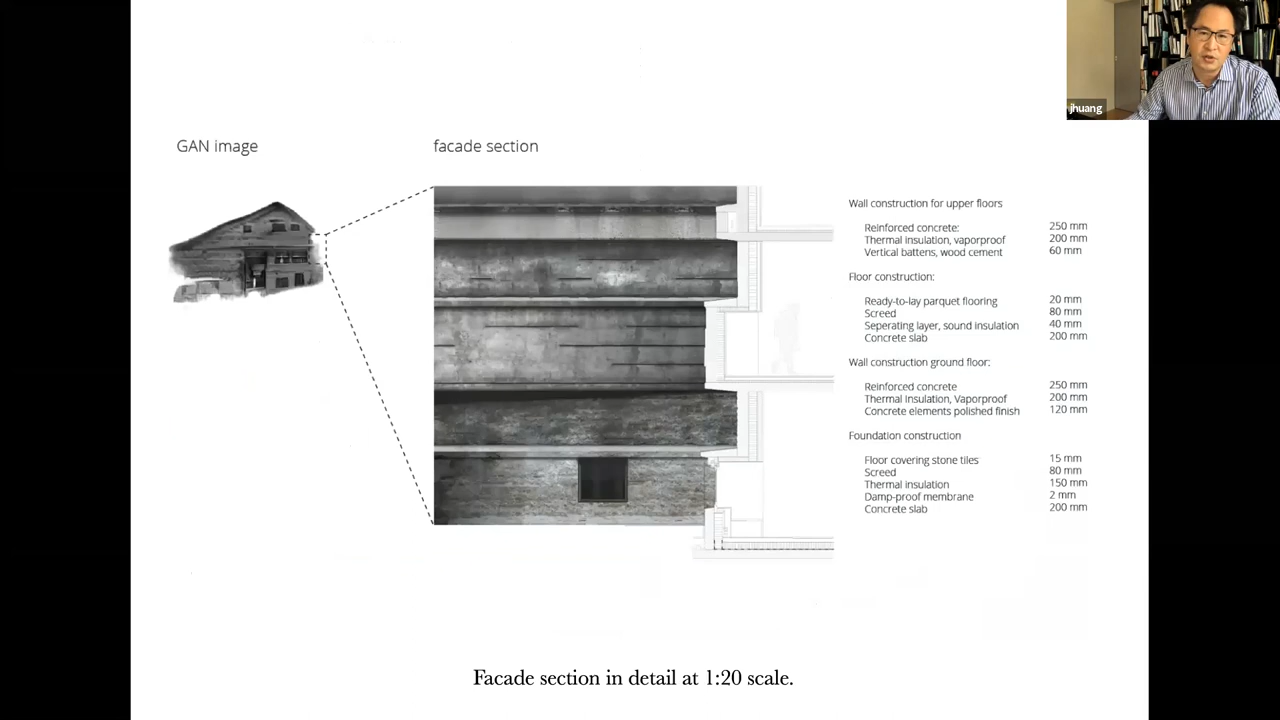 jhuang
GAN image
facade section
Wall construction for upper floors
Reinforced concrete: 250 mm
Thermal insulation, vaporproof 200 mm
Vertical battens, wood cement 60 mm
Floor construction:
Ready-to-lay parquet flooring 20 mm
Screed 80 mm
Seperating layer, sound insulation 40 mm
Concrete slab 200 mm
Wall construction ground floor:
Reinforced concrete 250 mm
Thermal insulation, Vaporproof 200 mm
Concrete elements polished finish 120 mm
Foundation construction
Floor covering stone tiles 15 mm
Screed 80 mm
Thermal insulation 150 mm
Damp-proof membrane 2 mm
Concrete slab 200 mm
Facade section in detail at 1:20 scale.